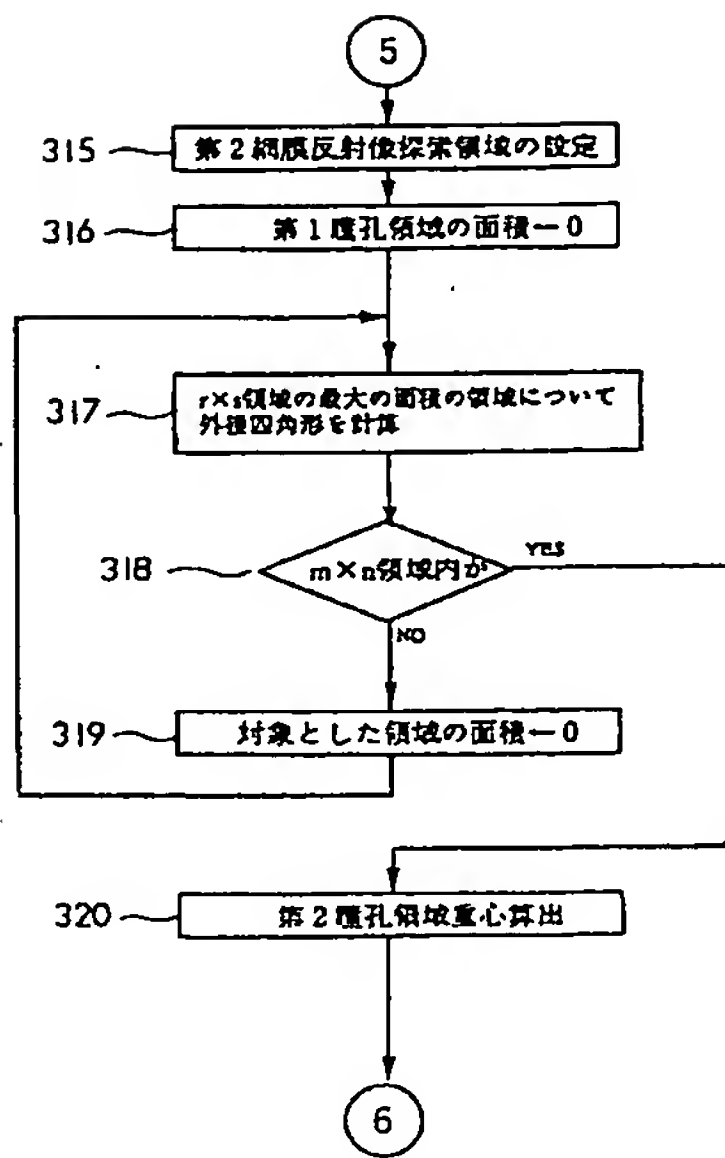 5
315
第2網膜反射像探索領域の設定
316
第1瞳孔領域の面積←0
317
r×s領域の最大の面積の領域について
外接四角形を計算
318
m×n領域内か
YES
NO
319
対象とした領域の面積←0
320
第2瞳孔領域重心算出
6